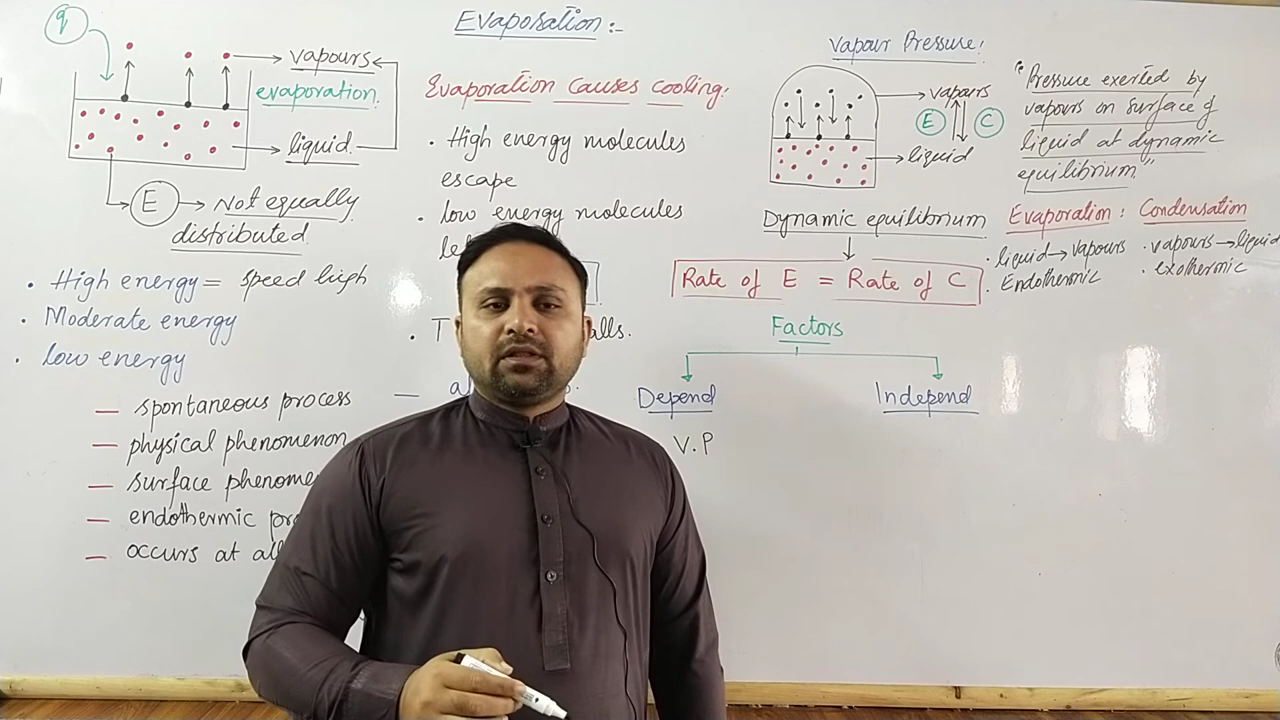 Evaporation:-
q
vapours
evaporation
liquid
E
Not equally
distributed
• High energy = speed high
• Moderate energy
• low energy
— spontaneous process
— physical phenomenon
— surface
— endothermic
— occurs at
Evaporation causes cooling:
• High energy molecules
escape
• low energy molecules
Vapour Pressure:
vapours
E
C
liquid
Dynamic equilibrium
Rate of E = Rate of C
"Pressure exerted by
vapours on surface of
liquid at dynamic
equilibrium"
Evaporation : Condensation
• liquid → vapours
• Endothermic
• vapours → liquid
• exothermic
Factors
Depend
V.P
Independ